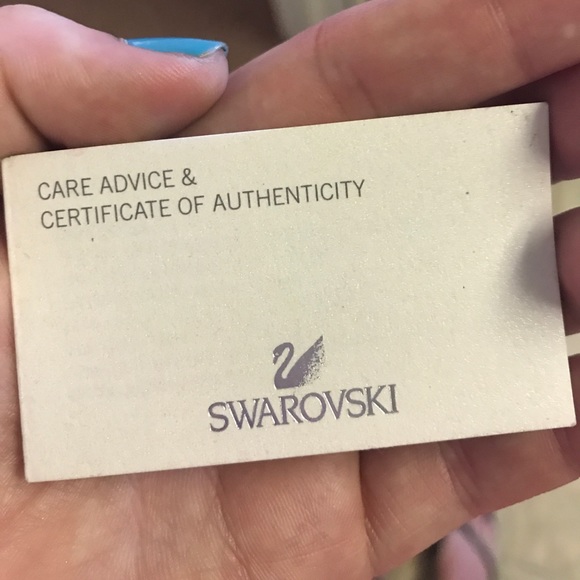 CARE ADVICE &
CERTIFICATE OF AUTHENTICITY
SWAROVSKI